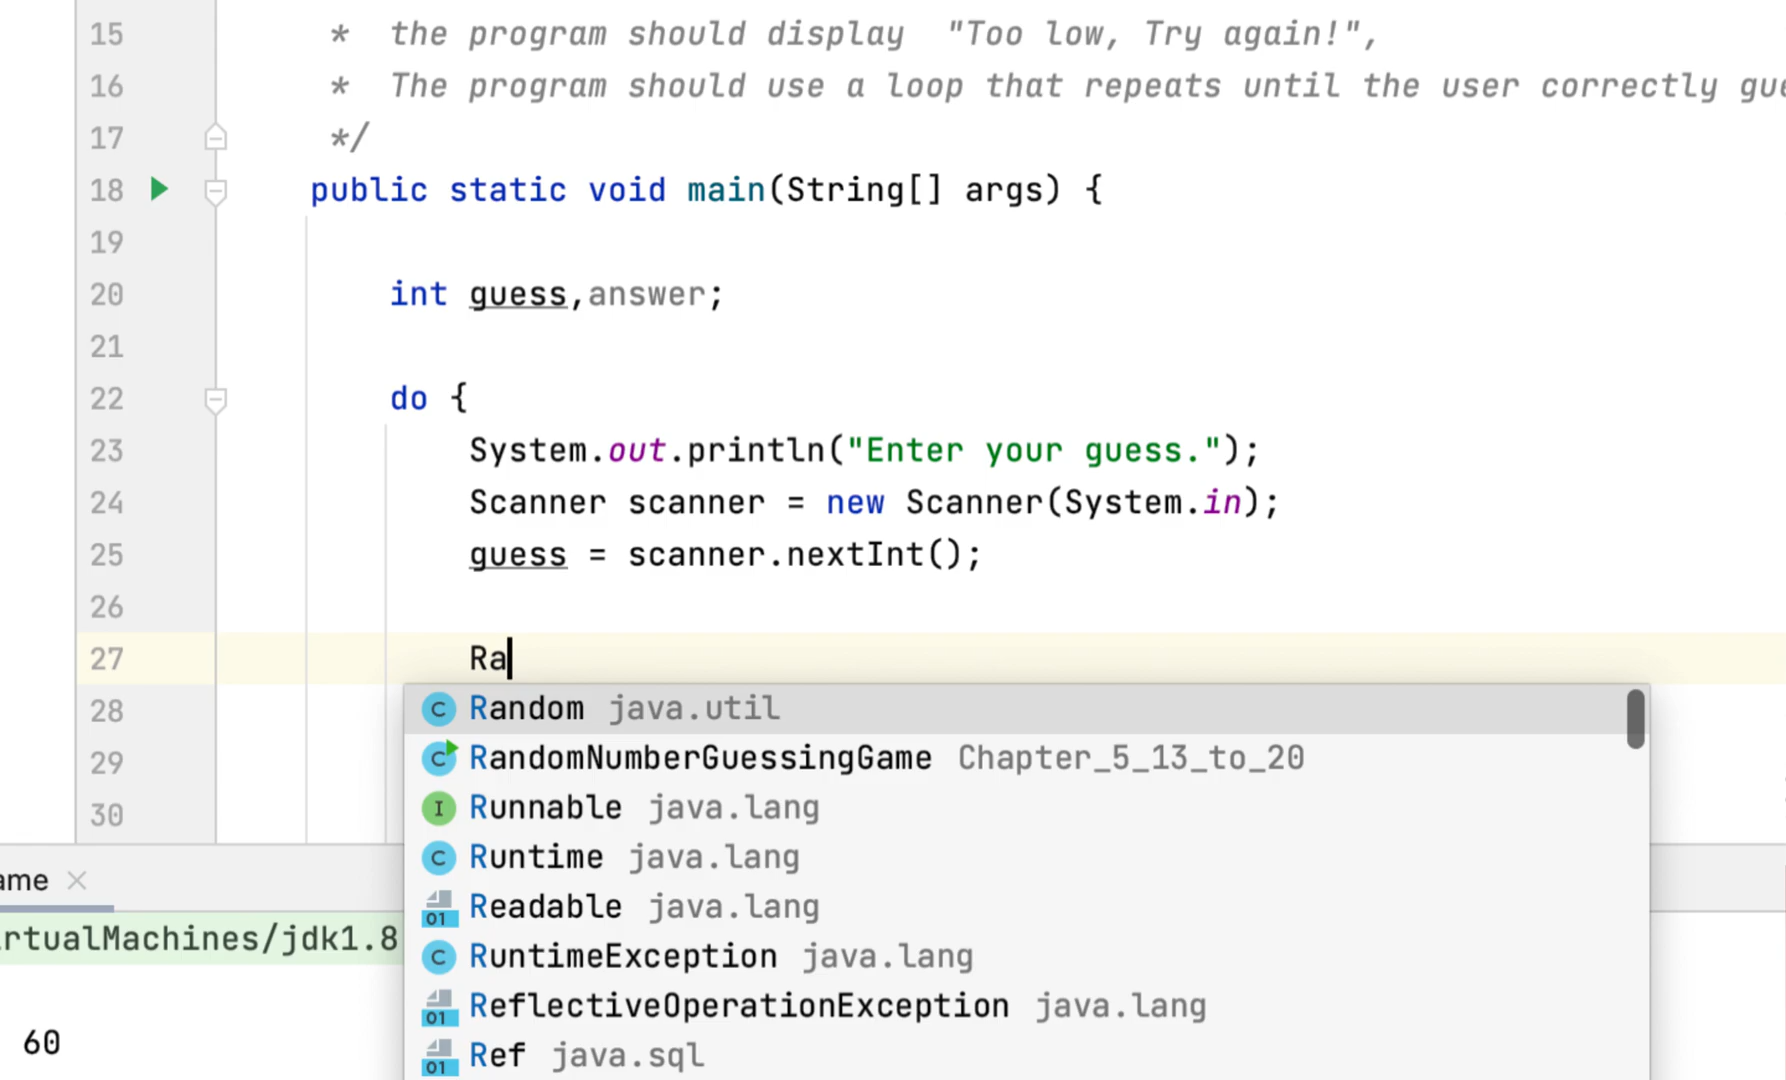 15 * the program should display "Too low, Try again!",
16 * The program should use a loop that repeats until the user correctly
17 */
18 public static void main(String[] args) {
19
20 int guess,answer;
21
22 do {
23 System.out.println("Enter your guess.");
24 Scanner scanner = new Scanner(System.in);
25 guess = scanner.nextInt();
26
27 Ra
28 C Random java.util
29 C RandomNumberGuessingGame Chapter_5_13_to_20
30 I Runnable java.lang
C Runtime java.lang
ame
01 Readable java.lang
rtualMachines/jdk1.8
C RuntimeException java.lang
01 ReflectiveOperationException java.lang
60
01 Ref java.sql